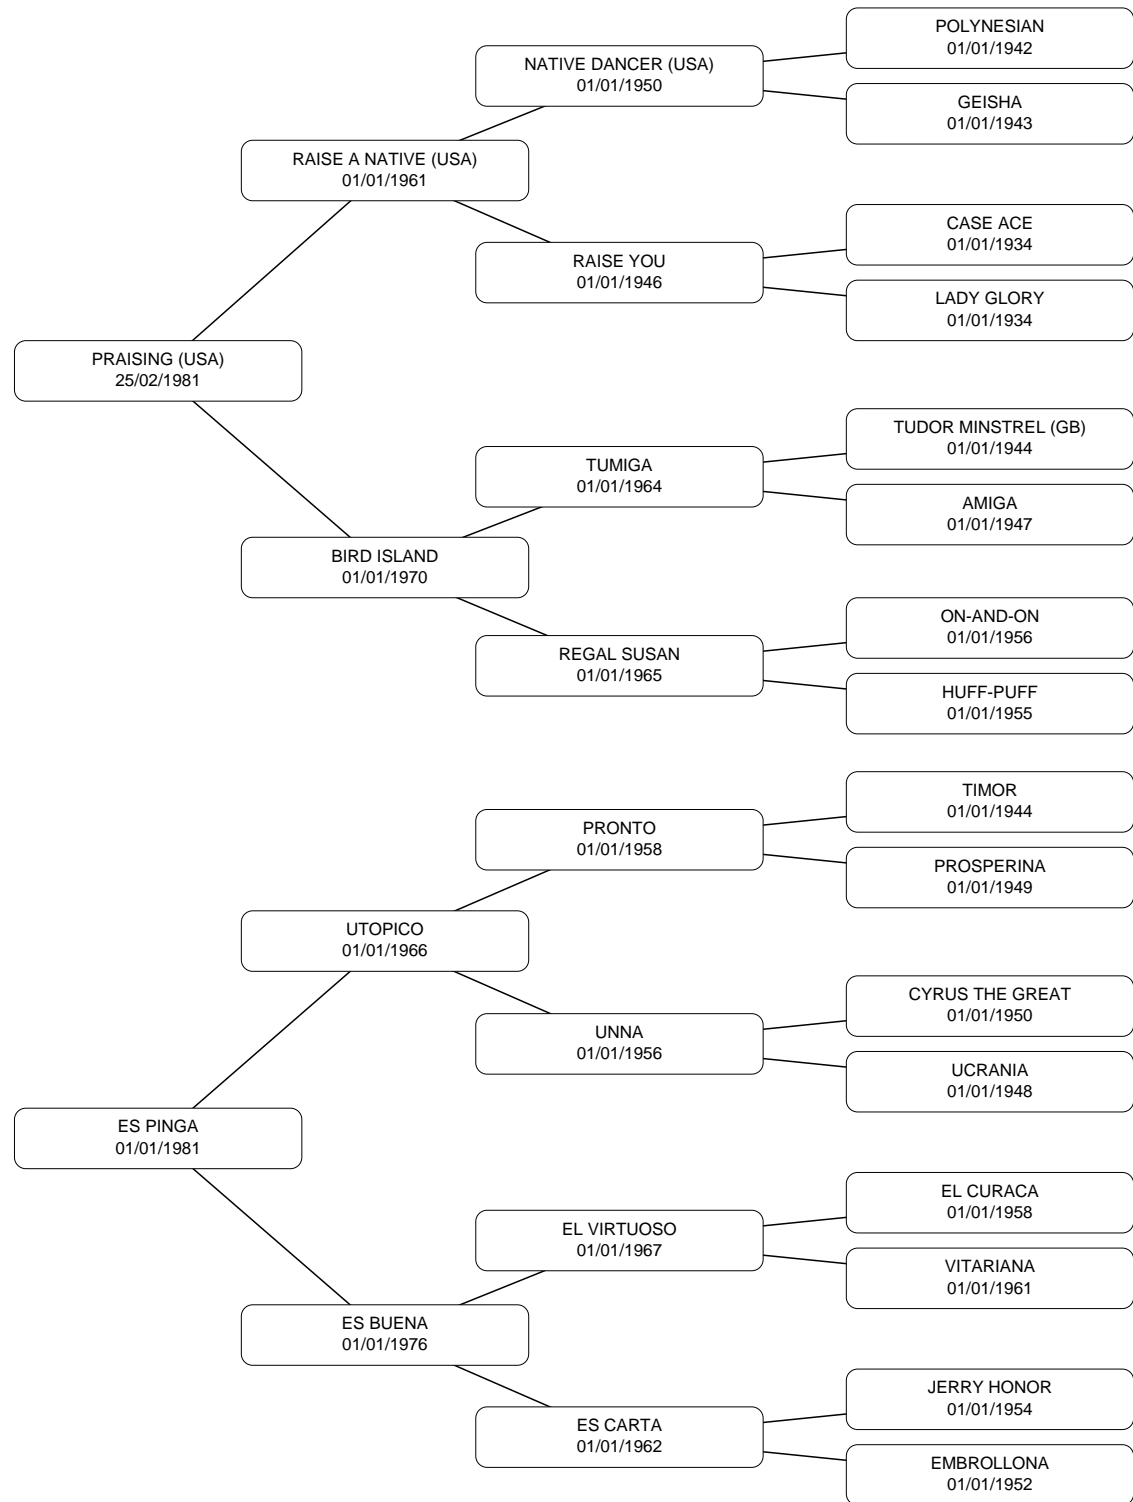 POLYNESIAN
01/01/1942
NATIVE DANCER (USA)
01/01/1950
GEISHA
01/01/1943
RAISE A NATIVE (USA)
01/01/1961
CASE ACE
01/01/1934
RAISE YOU
01/01/1946
LADY GLORY
01/01/1934
PRAISING (USA)
25/02/1981
TUDOR MINSTREL (GB)
01/01/1944
TUMIGA
01/01/1964
AMIGA
01/01/1947
BIRD ISLAND
01/01/1970
ON-AND-ON
01/01/1956
REGAL SUSAN
01/01/1965
HUFF-PUFF
01/01/1955
TIMOR
01/01/1944
PRONTO
01/01/1958
PROSPERINA
01/01/1949
UTOPICO
01/01/1966
CYRUS THE GREAT
01/01/1950
UNNA
01/01/1956
UCRANIA
01/01/1948
ES PINGA
01/01/1981
EL CURACA
01/01/1958
EL VIRTUOSO
01/01/1967
VITARIANA
01/01/1961
ES BUENA
01/01/1976
JERRY HONOR
01/01/1954
ES CARTA
01/01/1962
EMBROLLONA
01/01/1952